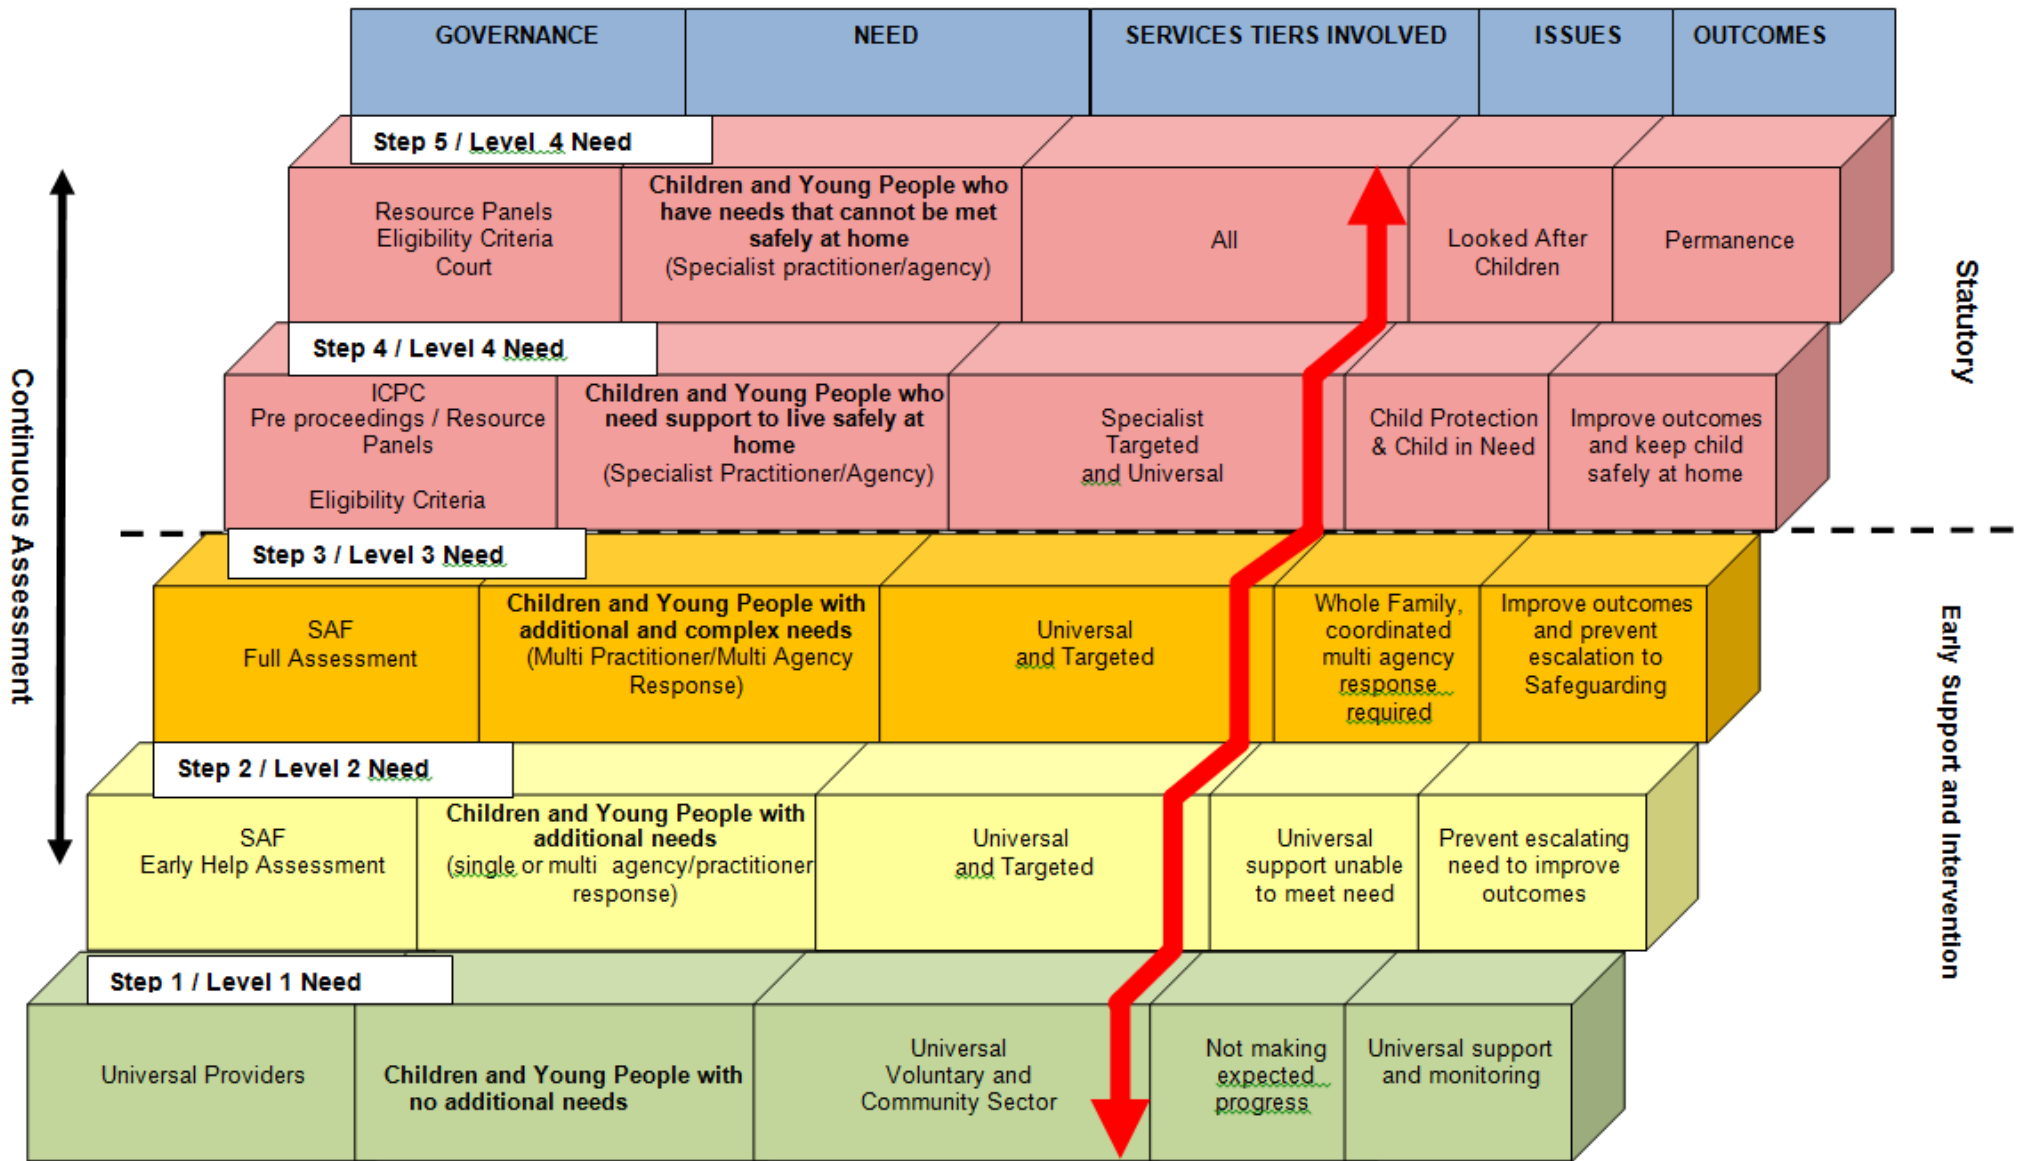 GOVERNANCE
NEED
SERVICES TIERS INVOLVED
ISSUES
OUTCOMES
Step 5 / Level 4 Need
Resource Panels
Eligibility Criteria
Court
Children and Young People who
have needs that cannot be met
safely at home
(Specialist practitioner/agency)
All
Looked After
Children
Permanence
Step 4 / Level 4 Need
ICPC
Pre proceedings / Resource
Panels
Eligibility Criteria
Children and Young People who
need support to live safely at
home
(Specialist Practitioner/Agency)
Specialist
Targeted
and Universal
Child Protection
& Child in Need
Improve outcomes
and keep child
safely at home
Step 3 / Level 3 Need
SAF
Full Assessment
Children and Young People with
additional and complex needs
(Multi Practitioner/Multi Agency
Response)
Universal
and Targeted
Whole Family,
coordinated
multi agency
response
required
Improve outcomes
and prevent
escalation to
Safeguarding
Step 2 / Level 2 Need
SAF
Early Help Assessment
Children and Young People with
additional needs
(single or multi agency/practitioner
response)
Universal
and Targeted
Universal
support unable
to meet need
Prevent escalating
need to improve
outcomes
Step 1 / Level 1 Need
Universal Providers
Children and Young People with
no additional needs
Universal
Voluntary and
Community Sector
Not making
expected
progress
Universal support
and monitoring
Continuous Assessment
Statutory
Early Support and Intervention